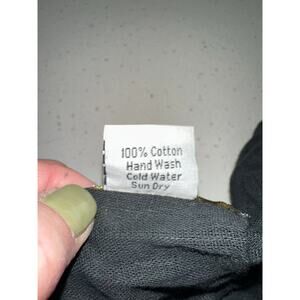 100% Cotton
Hand Wash
Cold Water
Sun Dry